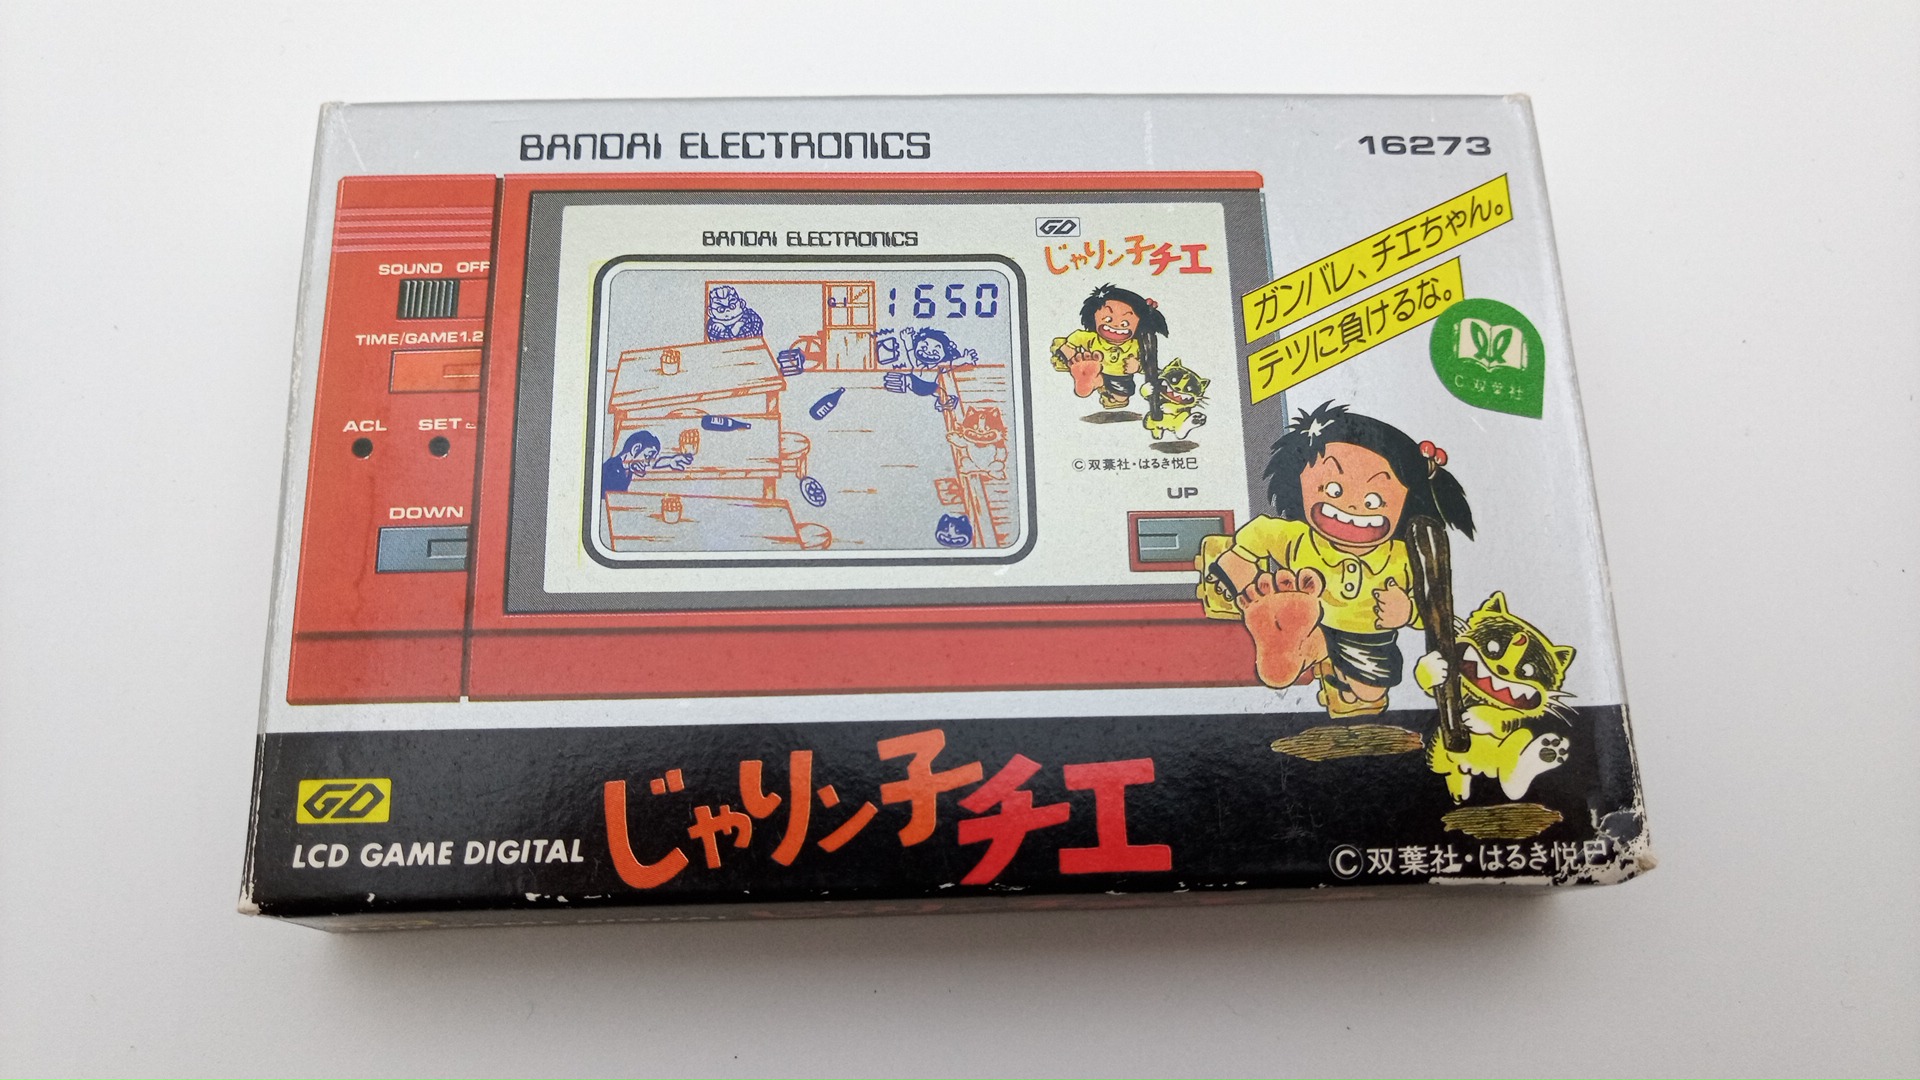 BANDAI ELECTRONICS
16273
SOUND OFF
TIME/GAME1.2
ACL SET
DOWN
BANDAI ELECTRONICS
1650
GD
じゃリン子チエ
©双葉社・はるき悦巳
UP
ガンバレ、チエちゃん。
テツに負けるな。
C 双葉社
GD
LCD GAME DIGITAL
じゃリン子チエ
©双葉社・はるき悦巳